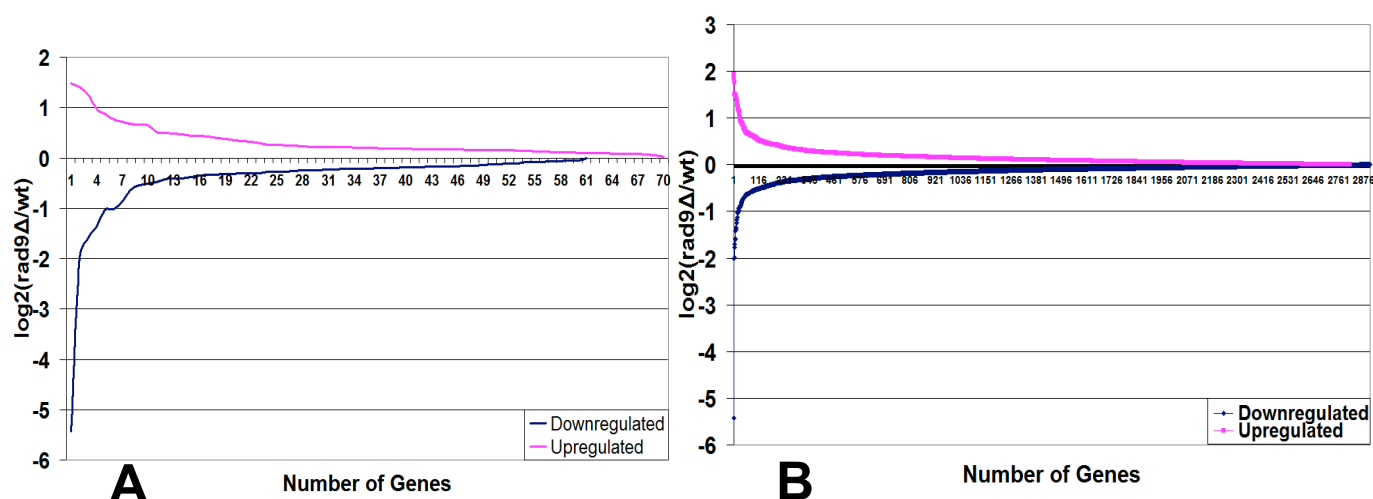 2
1
0
-1
-2
-3
-4
-5
-6
log2(rad9Δ/wt)
1 4 7 10 13 16 19 22 25 28 31 34 37 40 43 46 49 52 55 58 61 64 67 70
Downregulated
Upregulated
Number of Genes
A
3
2
1
0
-1
-2
-3
-4
-5
-6
log2(rad9Δ/wt)
1 116 231 346 461 576 691 806 921 1036 1151 1266 1381 1496 1611 1726 1841 1956 2071 2186 2301 2416 2531 2646 2761 2876
Downregulated
Upregulated
Number of Genes
B